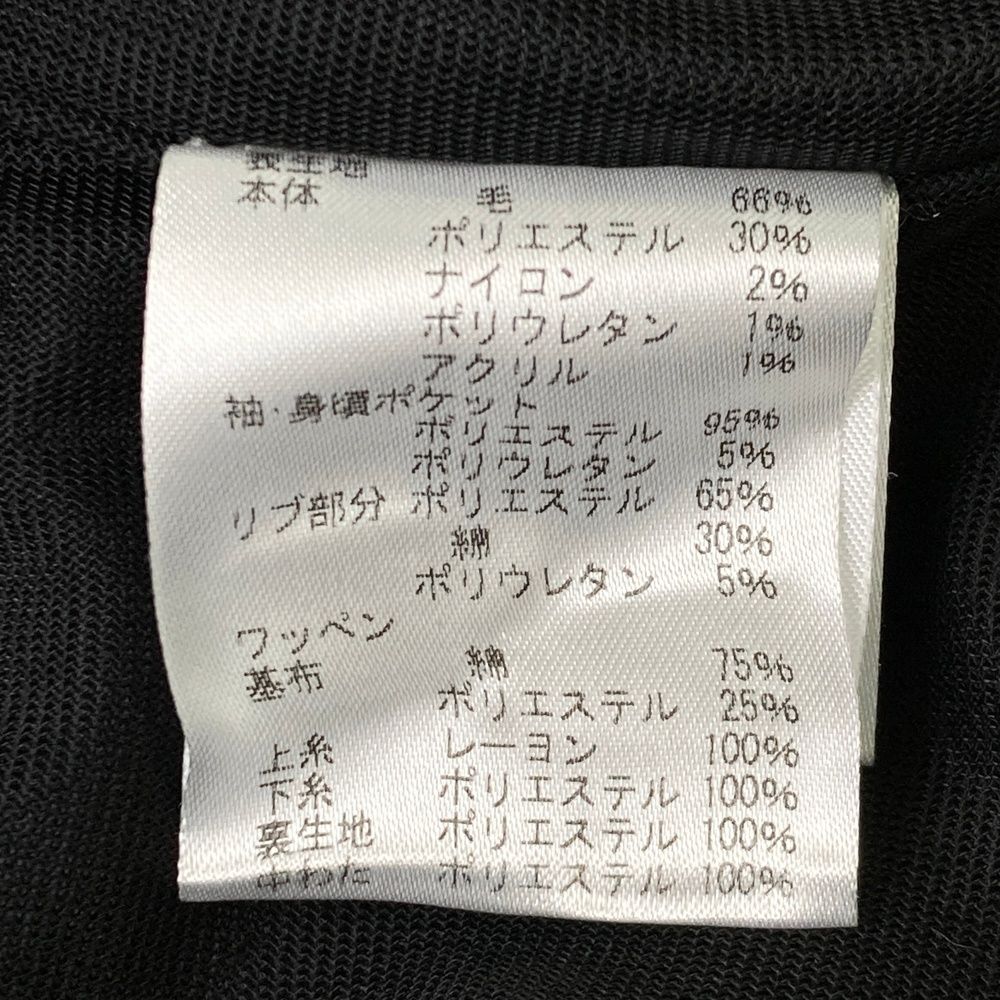 表生地
本体 毛 66%
ポリエステル 30%
ナイロン 2%
ポリウレタン 1%
アクリル 1%
袖・身頃ポケット
ポリエステル 95%
ポリウレタン 5%
リブ部分 ポリエステル 65%
綿 30%
ポリウレタン 5%
ワッペン
基布 綿 75%
ポリエステル 25%
上糸 レーヨン 100%
下糸 ポリエステル 100%
裏生地 ポリエステル 100%
中わた ポリエステル 100%